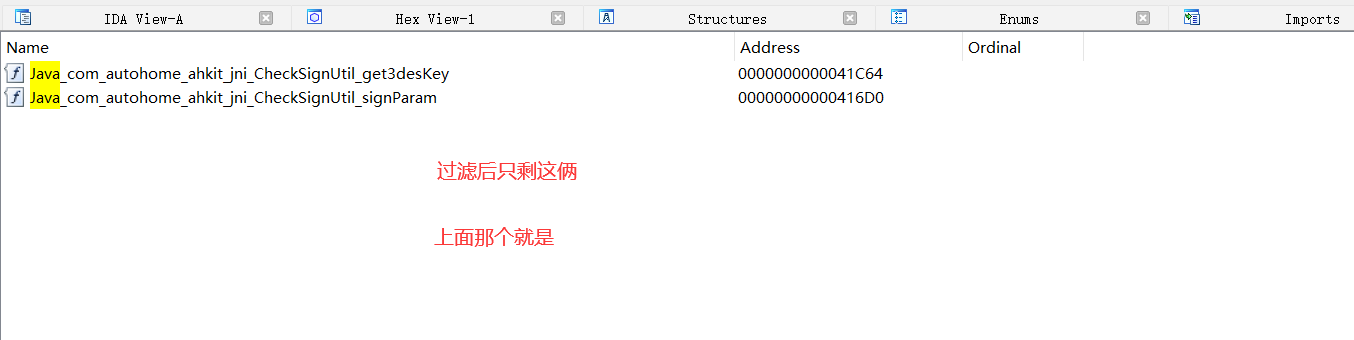 IDA View-A Hex View-1 Structures Enums Imports
Name Address Ordinal
f Java_com_autohome_ahkit_jni_CheckSignUtil_get3desKey 0000000000041C64
f Java_com_autohome_ahkit_jni_CheckSignUtil_signParam 00000000000416D0
过滤后只剩这俩
上面那个就是